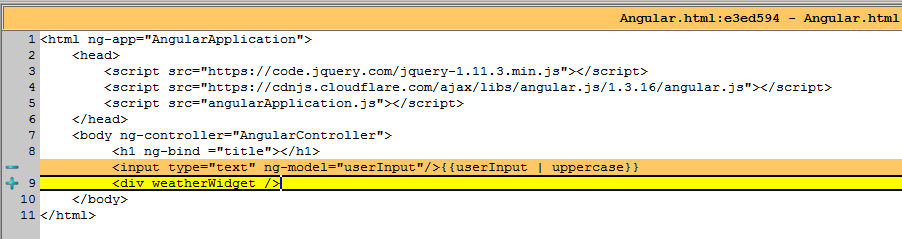 Angular.html:e3ed594 - Angular.html
1 <html ng-app="AngularApplication">
2 <head>
3 <script src="https://code.jquery.com/jquery-1.11.3.min.js"></script>
4 <script src="https://cdnjs.cloudflare.com/ajax/libs/angular.js/1.3.16/angular.js"></script>
5 <script src="angularApplication.js"></script>
6 </head>
7 <body ng-controller="AngularController">
8 <h1 ng-bind ="title"></h1>
<input type="text" ng-model="userInput"/>{{userInput | uppercase}}
9 <div weatherWidget />
10 </body>
11 </html>